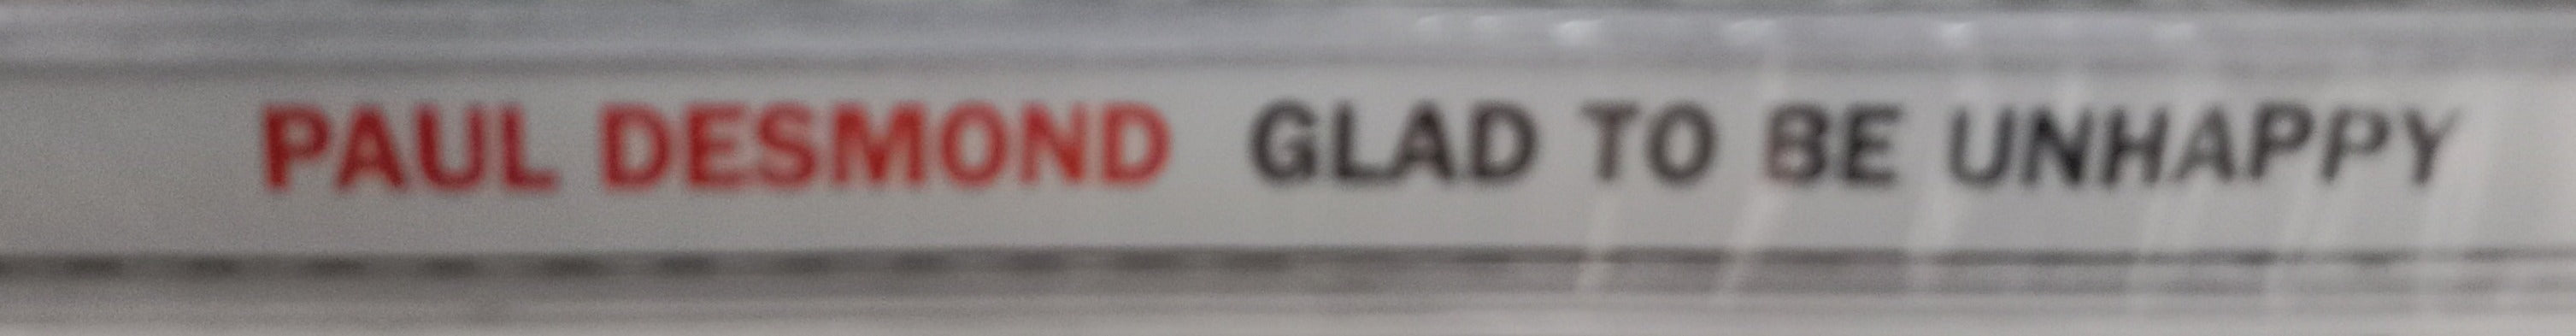 PAUL DESMOND GLAD TO BE UNHAPPY